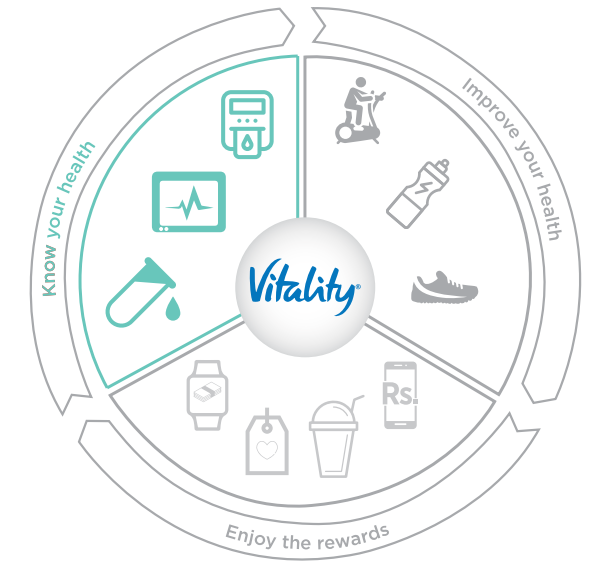 Know your health
Improve your health
Vitality®
Rs.
Enjoy the rewards